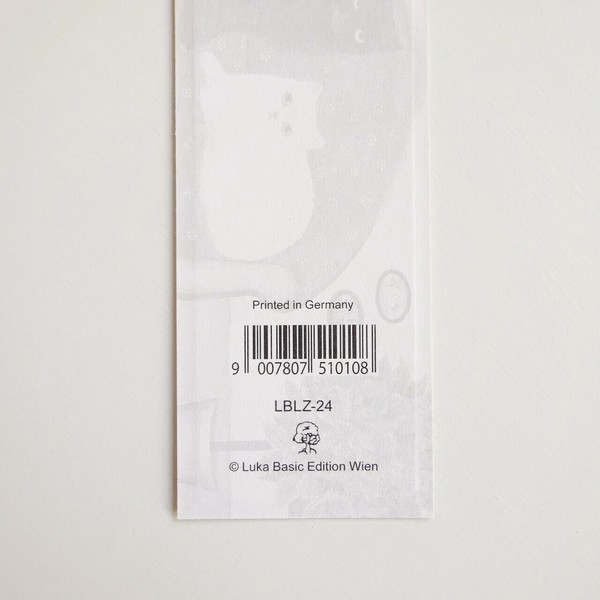 Printed in Germany
9 007807 510108
LBLZ-24
© Luka Basic Edition Wien